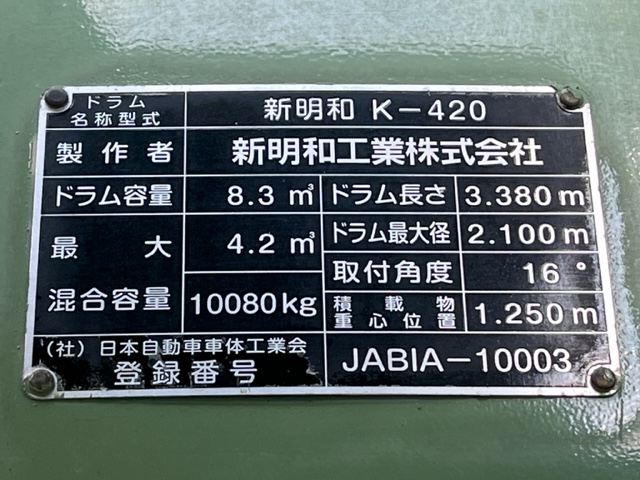 ドラム
名称型式
新明和 K-420
製作者
新明和工業株式会社
ドラム容量
8.3 m³
ドラム長さ
3.380 m
最大
混合容量
4.2 m³
10080kg
ドラム最大径
2.100 m
取付角度
16°
積載物
重心位置
1.250 m
(社)日本自動車車体工業会
登録番号
JABIA-10003